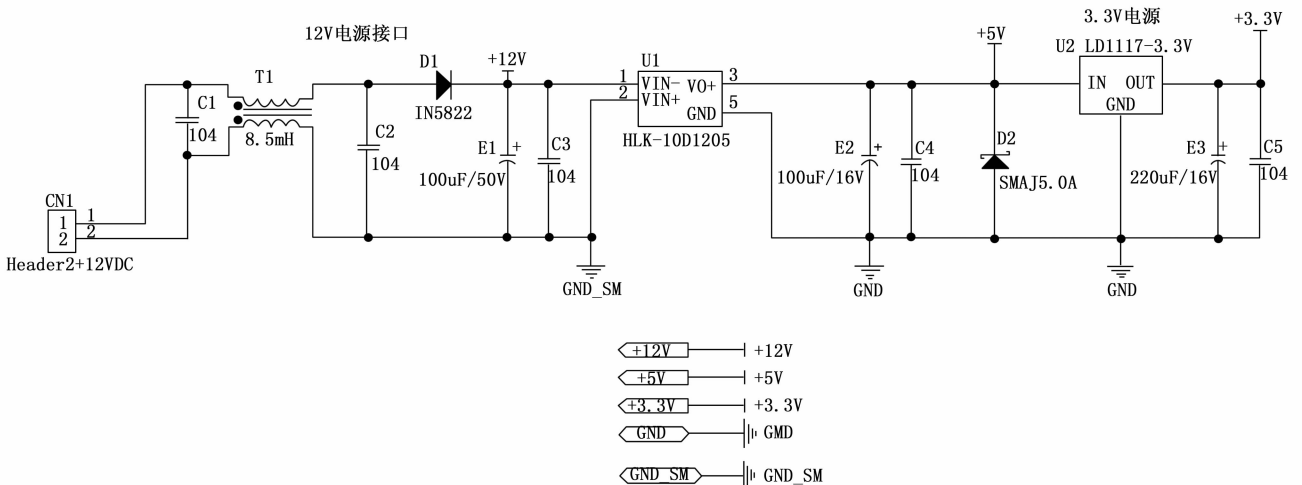 12V电源接口
3.3V电源
+3.3V
+5V
U2 LD1117-3.3V
T1
D1
+12V
U1
C1
104
8.5mH
IN5822
C2
104
E1
+
100uF/50V
C3
104
1
2
VIN-
VIN+
VO+
GND
3
5
HLK-10D1205
IN OUT
GND
E2
+
100uF/16V
C4
104
D2
SMAJ5.0A
E3
+
220uF/16V
C5
104
CN1
1 1
2 2
Header2+12VDC
GND_SM
GND
GND
+12V +12V
+5V +5V
+3.3V +3.3V
GND GMD
GND_SM GND_SM